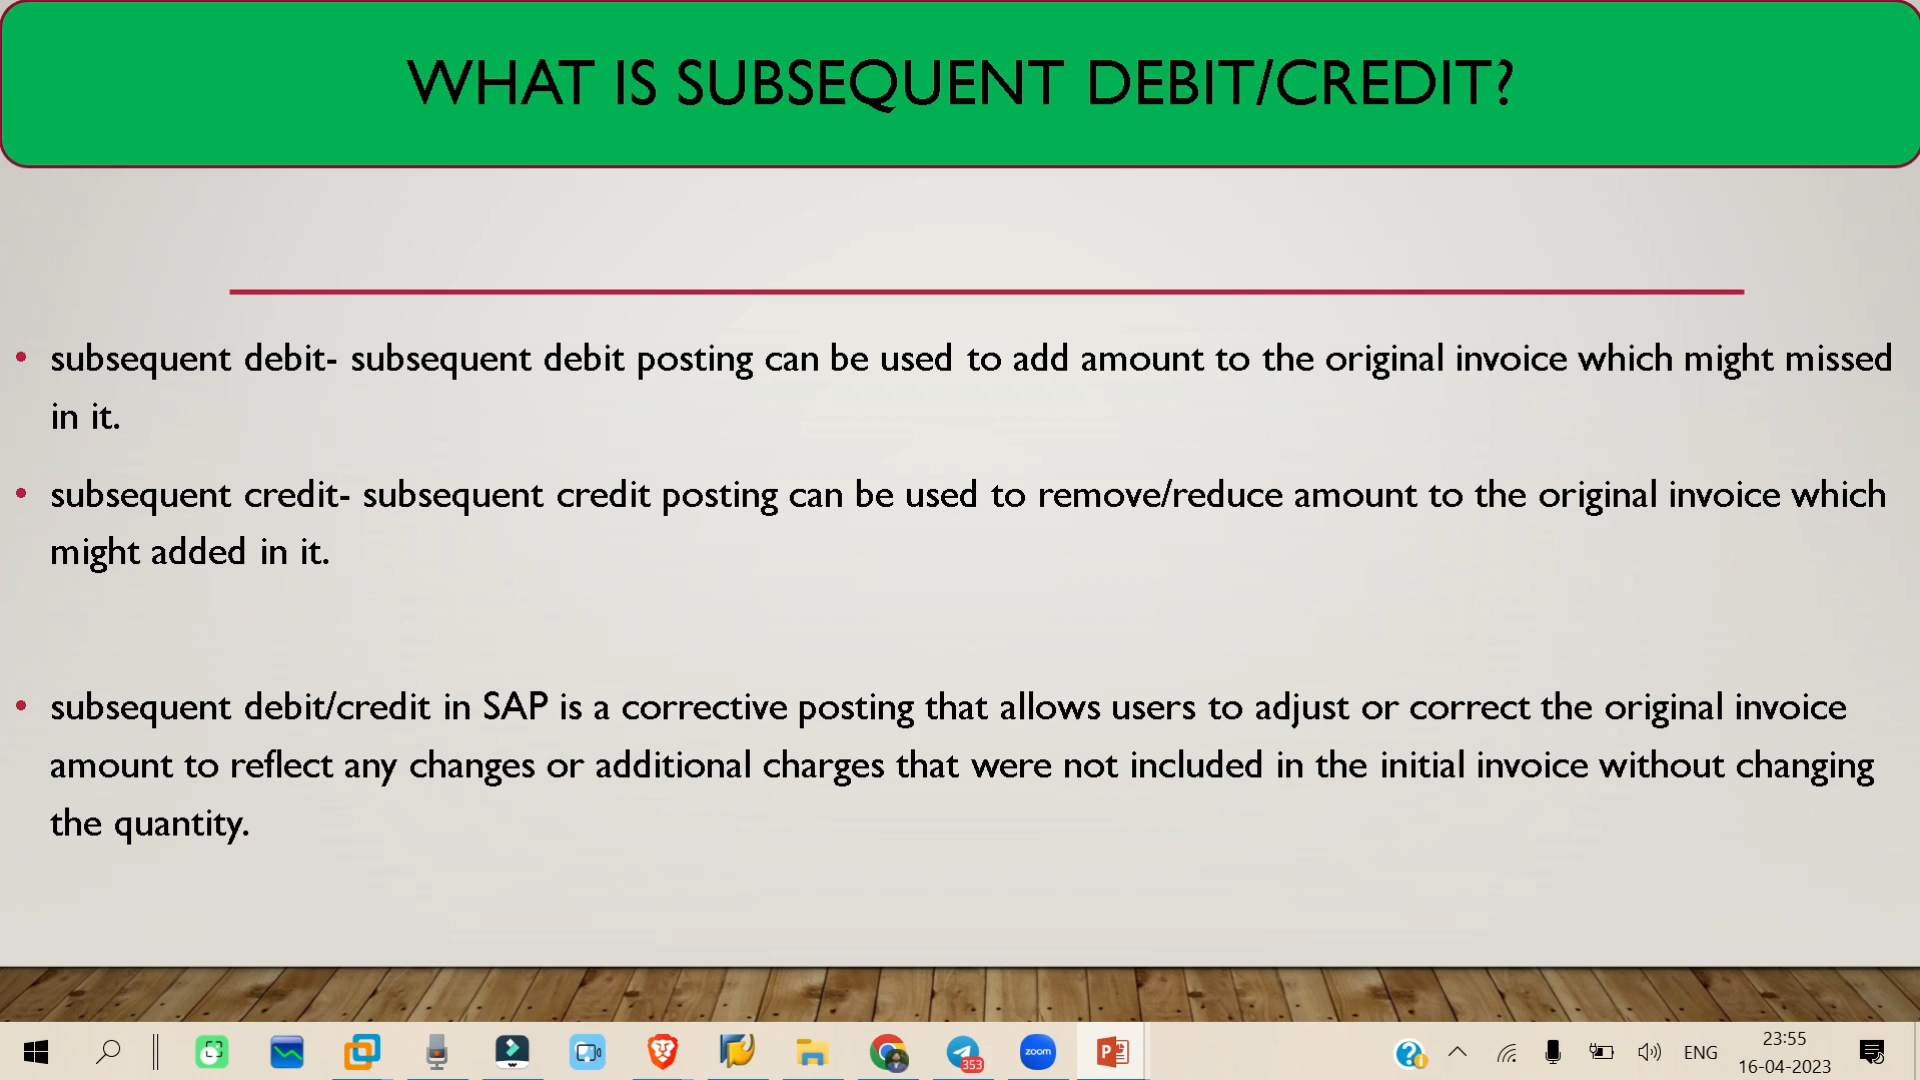 WHAT IS SUBSEQUENT DEBIT/CREDIT?
• subsequent debit- subsequent debit posting can be used to add amount to the original invoice which might missed
in it.
• subsequent credit- subsequent credit posting can be used to remove/reduce amount to the original invoice which
might added in it.
• subsequent debit/credit in SAP is a corrective posting that allows users to adjust or correct the original invoice
amount to reflect any changes or additional charges that were not included in the initial invoice without changing
the quantity.
353
zoom
ENG
23:55
16-04-2023